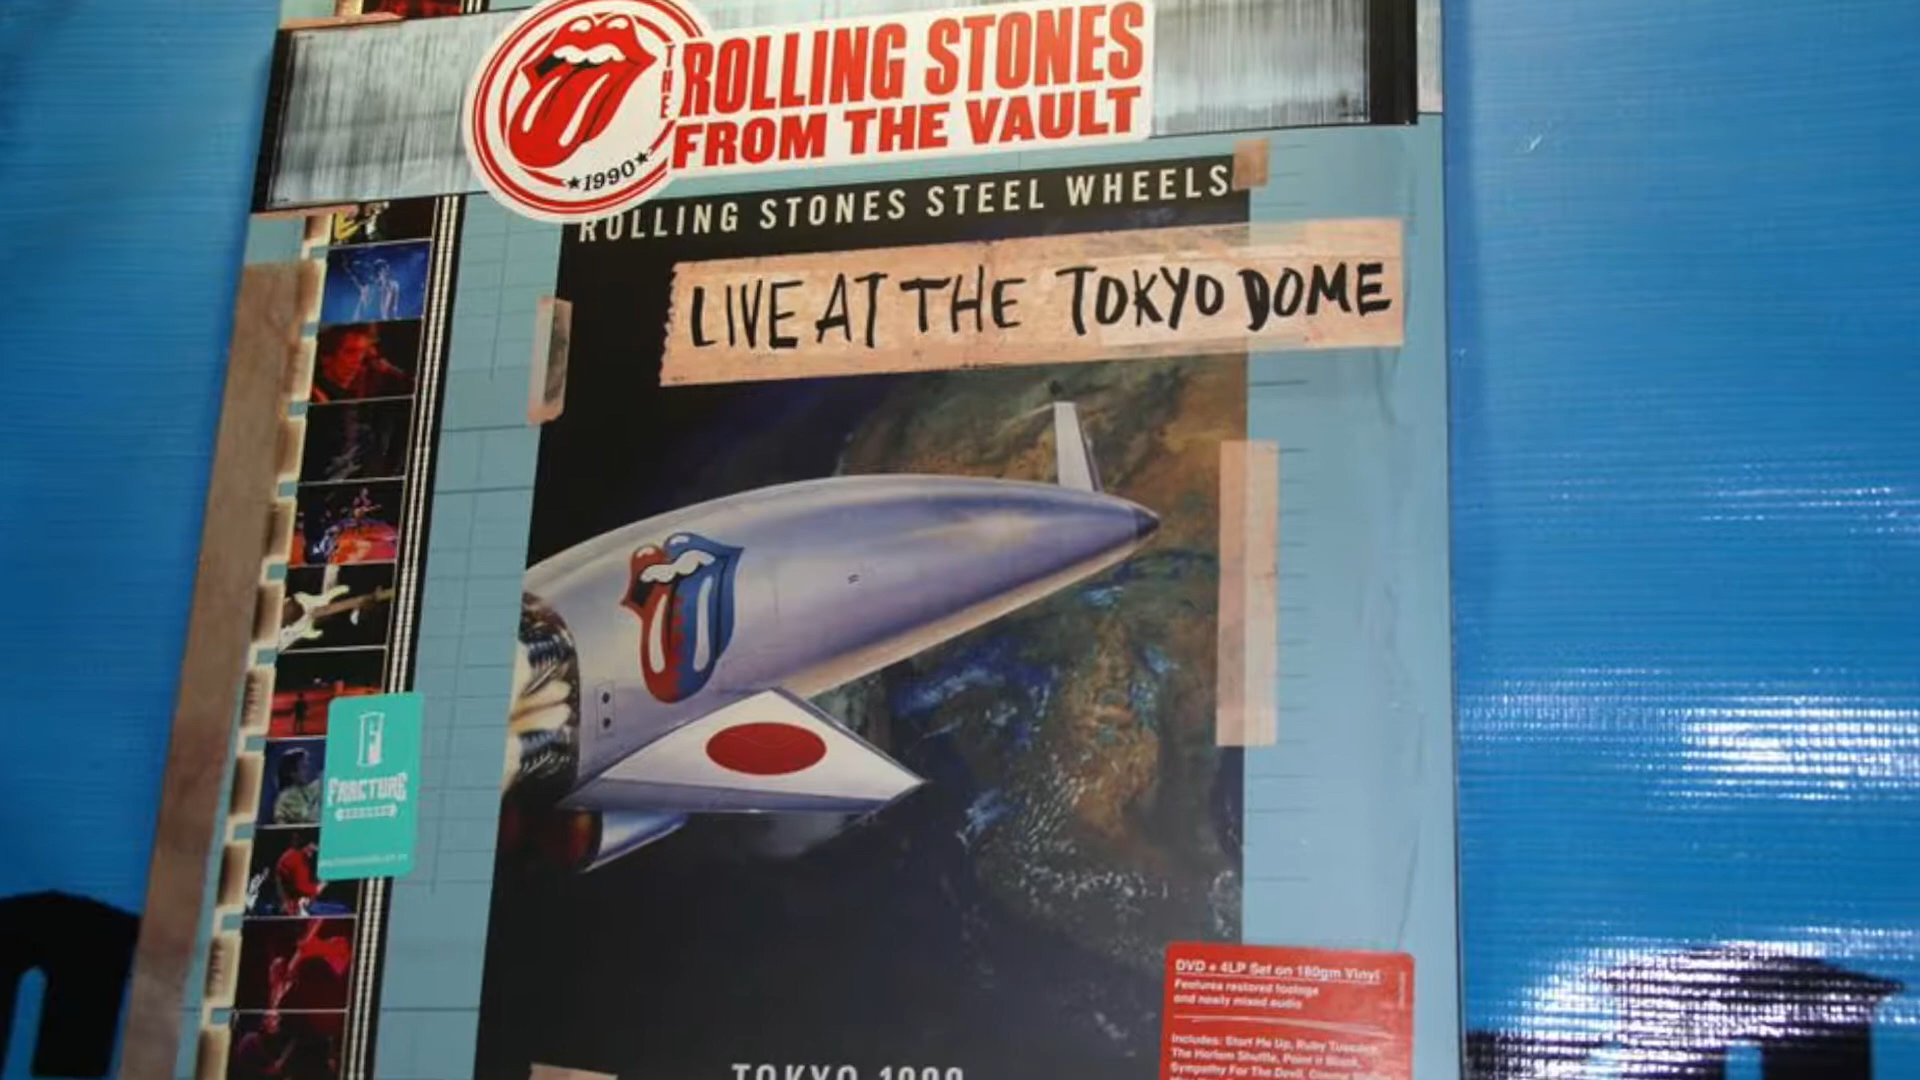 THE ROLLING STONES
FROM THE VAULT
★1990★
ROLLING STONES STEEL WHEELS
LIVE AT THE TOKYO DOME
FRACTURE
DVD + 4LP Set on 180gm Vinyl
Features restored footage
and newly mixed audio
Includes: Start Me Up, Ruby Tuesday,
The Harlem Shuffle, Paint It Black,
Sympathy For The Devil,
TOKYO 1990